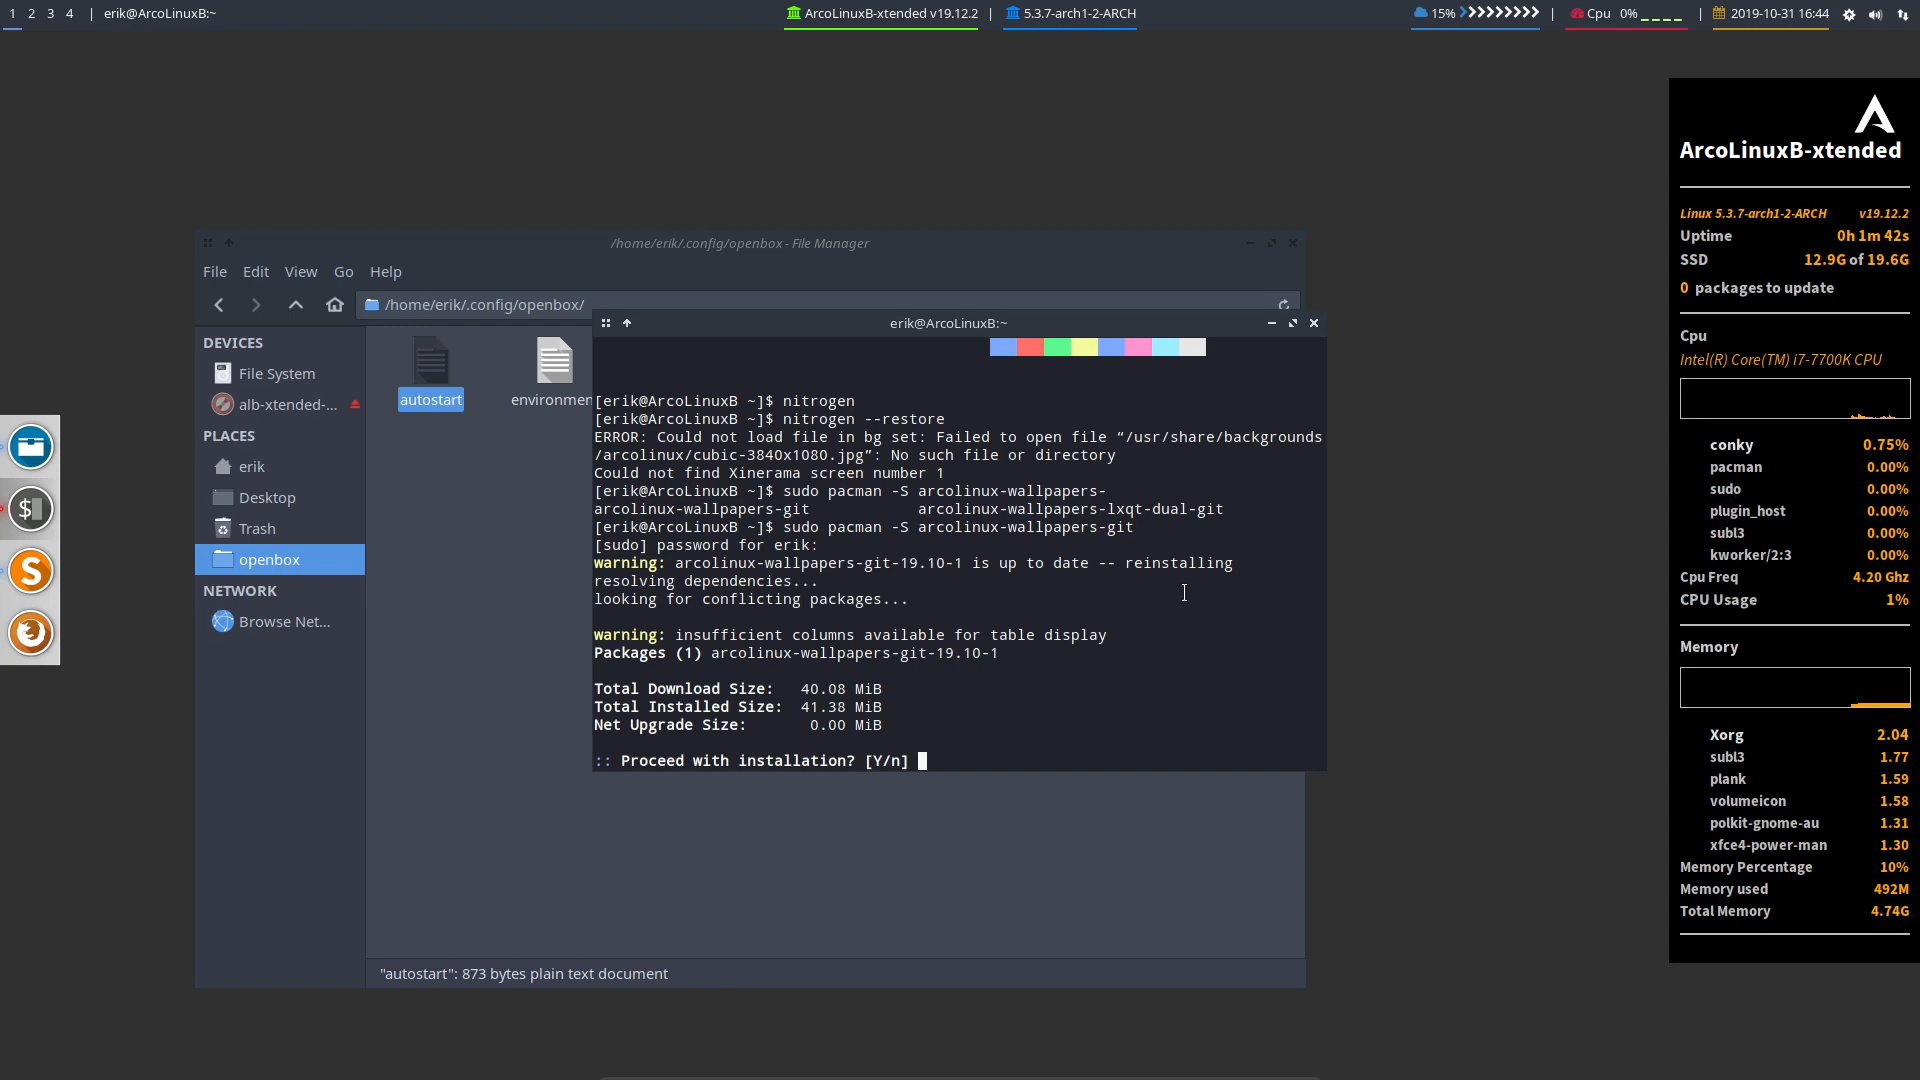 1 2 3 4 | erik@ArcoLinuxB:~
ArcoLinuxB-xtended v19.12.2 | 5.3.7-arch1-2-ARCH
15% | Cpu 0% | 2019-10-31 16:44
/home/erik/.config/openbox - File Manager
File Edit View Go Help
/home/erik/.config/openbox/
DEVICES
File System
alb-xtended-...
PLACES
erik
Desktop
Trash
openbox
NETWORK
Browse Net...
autostart
environmen
"autostart": 873 bytes plain text document
erik@ArcoLinuxB:~
[erik@ArcoLinuxB ~]$ nitrogen
[erik@ArcoLinuxB ~]$ nitrogen --restore
ERROR: Could not load file in bg set: Failed to open file “/usr/share/backgrounds
/arcolinux/cubic-3840x1080.jpg”: No such file or directory
Could not find Xinerama screen number 1
[erik@ArcoLinuxB ~]$ sudo pacman -S arcolinux-wallpapers-
arcolinux-wallpapers-git arcolinux-wallpapers-lxqt-dual-git
[erik@ArcoLinuxB ~]$ sudo pacman -S arcolinux-wallpapers-git
[sudo] password for erik:
warning: arcolinux-wallpapers-git-19.10-1 is up to date -- reinstalling
resolving dependencies...
looking for conflicting packages...
warning: insufficient columns available for table display
Packages (1) arcolinux-wallpapers-git-19.10-1
Total Download Size: 40.08 MiB
Total Installed Size: 41.38 MiB
Net Upgrade Size: 0.00 MiB
:: Proceed with installation? [Y/n]
$
S
ArcoLinuxB-xtended
Linux 5.3.7-arch1-2-ARCH v19.12.2
Uptime 0h 1m 42s
SSD 12.9G of 19.6G
0 packages to update
Cpu
Intel(R) Core(TM) i7-7700K CPU
conky 0.75%
pacman 0.00%
sudo 0.00%
plugin_host 0.00%
subl3 0.00%
kworker/2:3 0.00%
Cpu Freq 4.20 Ghz
CPU Usage 1%
Memory
Xorg 2.04
subl3 1.77
plank 1.59
volumeicon 1.58
polkit-gnome-au 1.31
xfce4-power-man 1.30
Memory Percentage 10%
Memory used 492M
Total Memory 4.74G